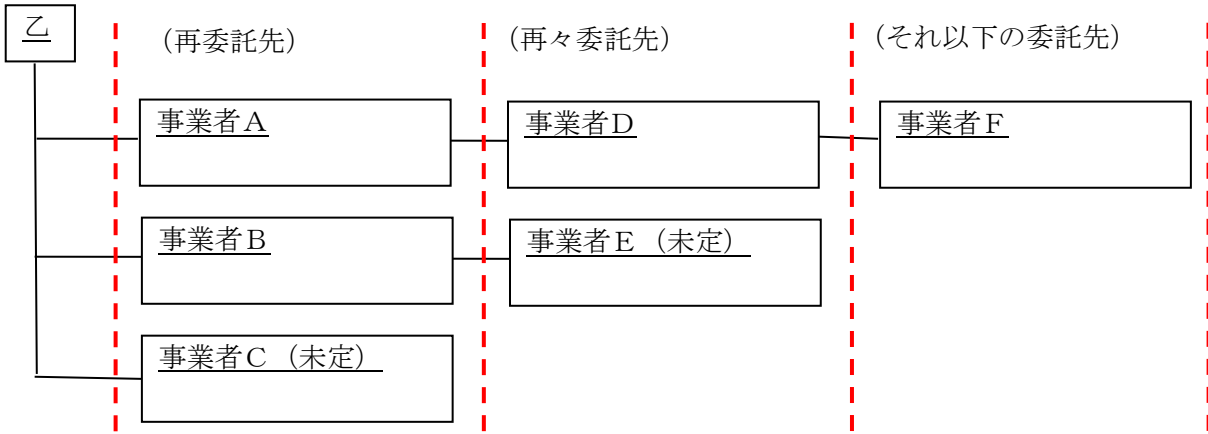 乙
(再委託先)
(再々委託先)
(それ以下の委託先)
事業者A
事業者D
事業者F
事業者B
事業者E（未定）
事業者C（未定）